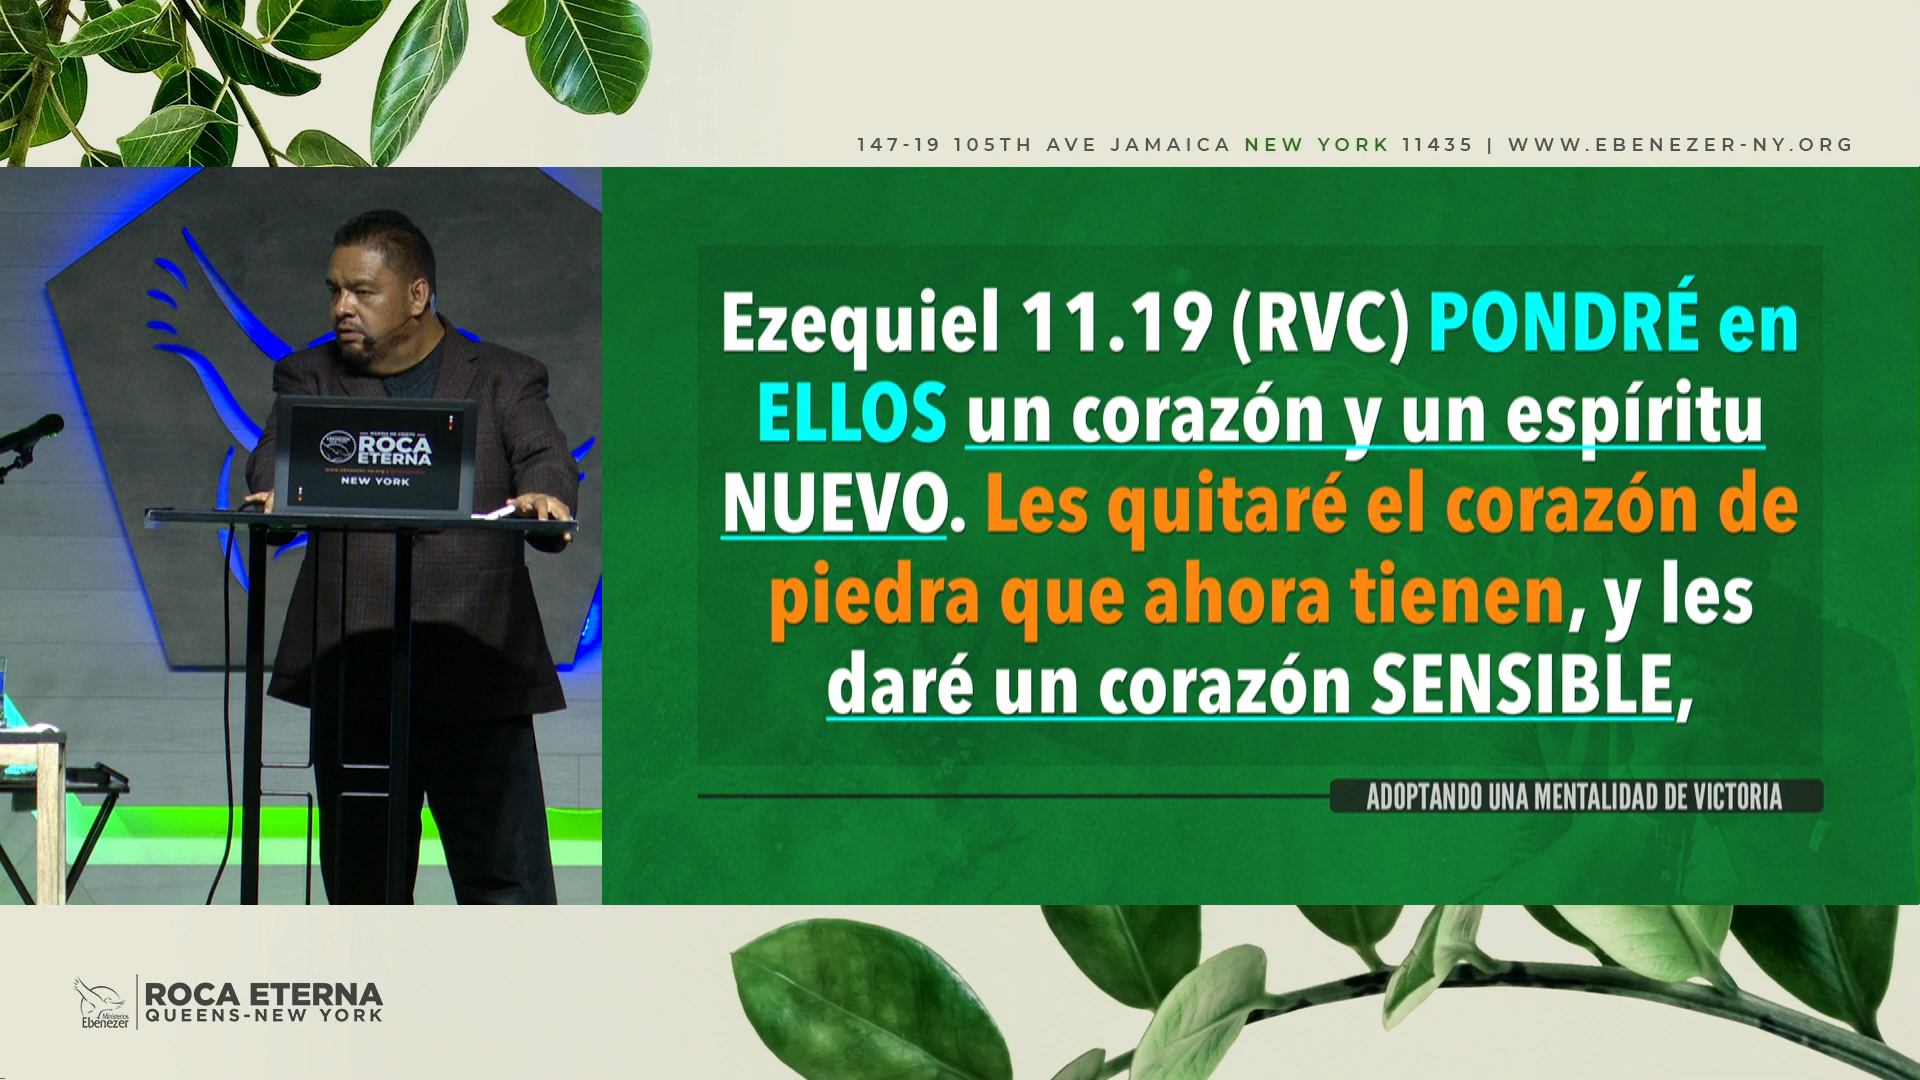 147-19 105TH AVE JAMAICA NEW YORK 11435 | WWW.EBENEZER-NY.ORG
Ezequiel 11.19 (RVC) PONDRÉ en
ELLOS un corazón y un espíritu
NUEVO. Les quitaré el corazón de
piedra que ahora tienen, y les
daré un corazón SENSIBLE,
ADOPTANDO UNA MENTALIDAD DE VICTORIA
ROCA
ETERNA
NEW YORK
Ministerios
Ebenezer
ROCA ETERNA
QUEENS-NEW YORK